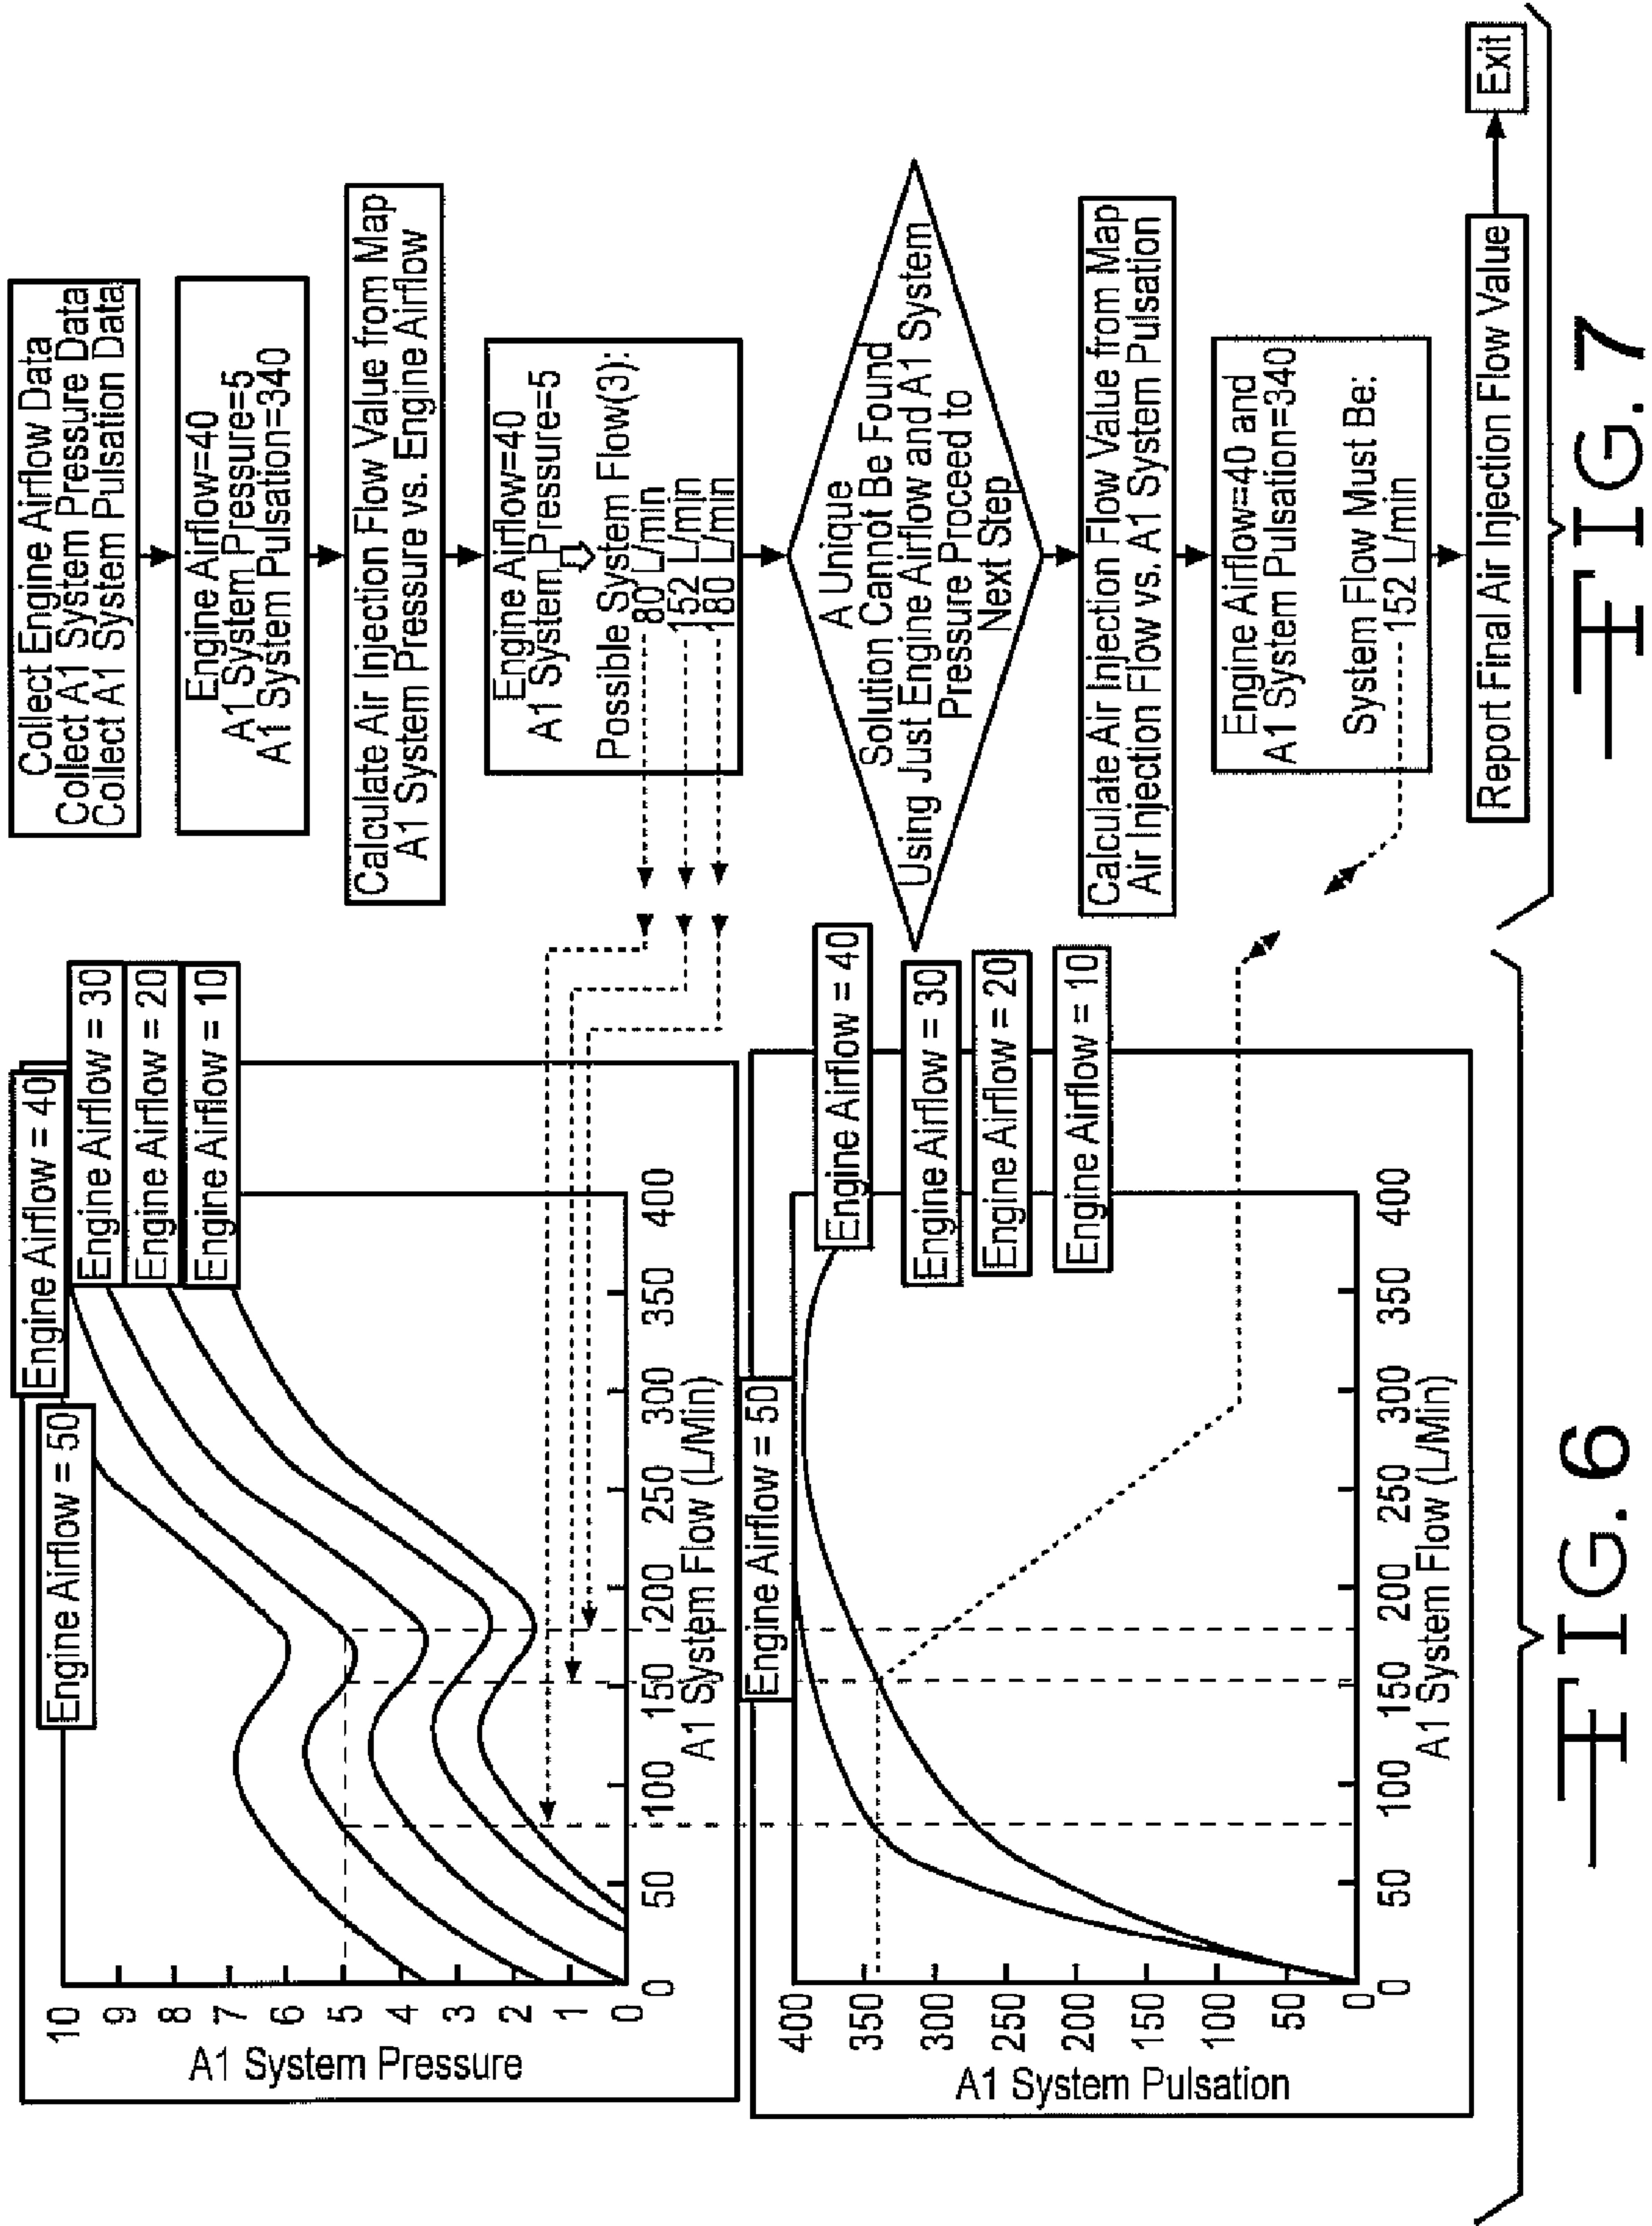 Engine Airflow = 50
Engine Airflow = 40
Engine Airflow = 30
Engine Airflow = 20
Engine Airflow = 10
A1 System Pressure
10
9
8
7
6
5
4
3
2
1
0
0 50 100 150 200 250 300 350 400
A1 System Flow (L/Min)
Engine Airflow = 50
Engine Airflow = 40
Engine Airflow = 30
Engine Airflow = 20
Engine Airflow = 10
A1 System Pulsation
400
350
300
250
200
150
100
50
0
0 50 100 150 200 250 300 350 400
A1 System Flow (L/Min)
FIG. 6
Collect Engine Airflow Data
Collect A1 System Pressure Data
Collect A1 System Pulsation Data
Engine Airflow=40
A1 System Pressure=5
A1 System Pulsation=340
Calculate Air Injection Flow Value from Map
A1 System Pressure vs. Engine Airflow
Engine Airflow=40
A1 System Pressure=5
Possible System Flow(3):
80 L/min
152 L/min
180 L/min
A Unique
Solution Cannot Be Found
Using Just Engine Airflow and A1 System
Pressure Proceed to
Next Step
Calculate Air Injection Flow Value from Map
Air Injection Flow vs. A1 System Pulsation
Engine Airflow=40 and
A1 System Pulsation=340
System Flow Must Be:
152 L/min
Report Final Air Injection Flow Value
Exit
FIG. 7